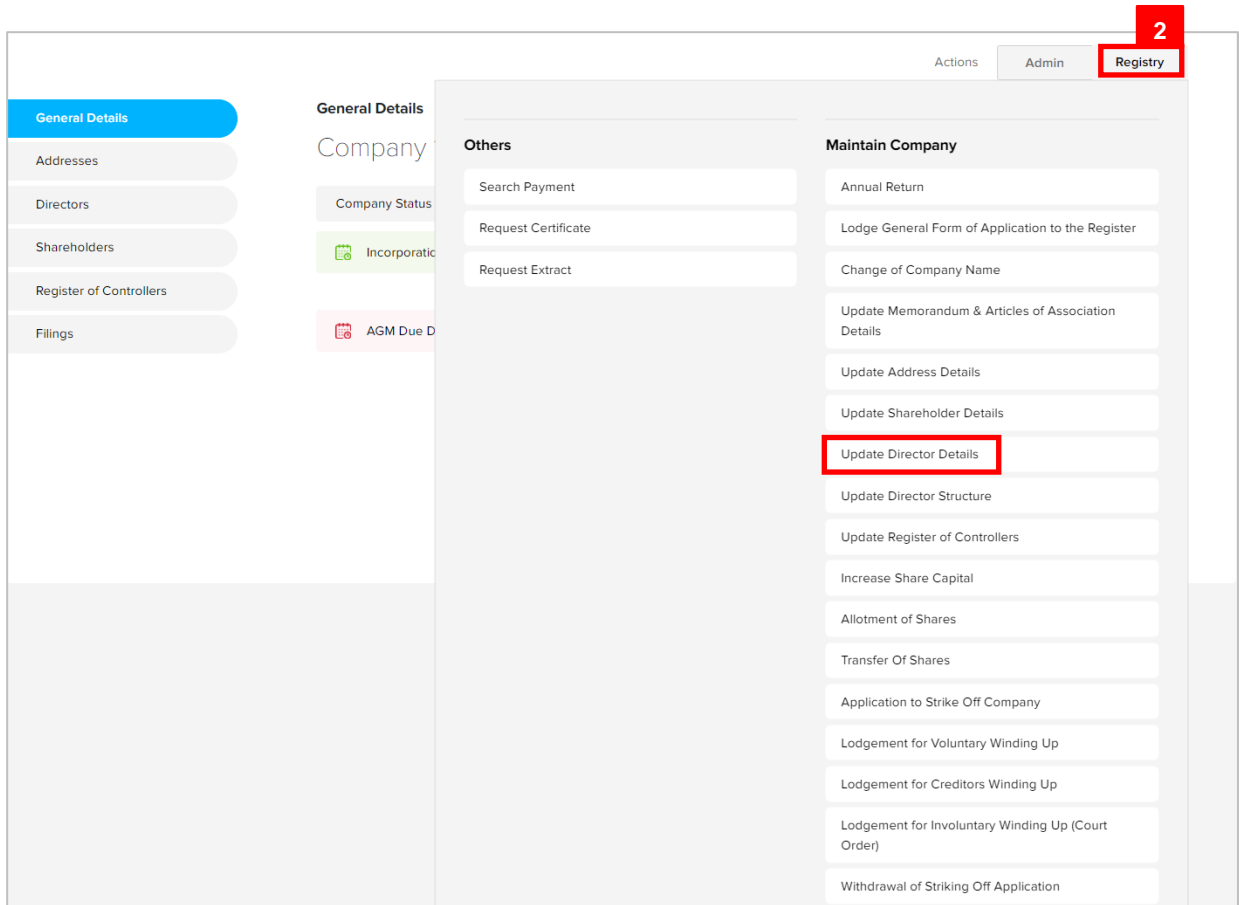 2
Actions
Admin
Registry
General Details
Addresses
Directors
Shareholders
Register of Controllers
Filings
General Details
Company
Company Status
Incorporatic
AGM Due D
Others
Search Payment
Request Certificate
Request Extract
Maintain Company
Annual Return
Lodge General Form of Application to the Register
Change of Company Name
Update Memorandum & Articles of Association
Details
Update Address Details
Update Shareholder Details
Update Director Details
Update Director Structure
Update Register of Controllers
Increase Share Capital
Allotment of Shares
Transfer Of Shares
Application to Strike Off Company
Lodgement for Voluntary Winding Up
Lodgement for Creditors Winding Up
Lodgement for Involuntary Winding Up (Court
Order)
Withdrawal of Striking Off Application